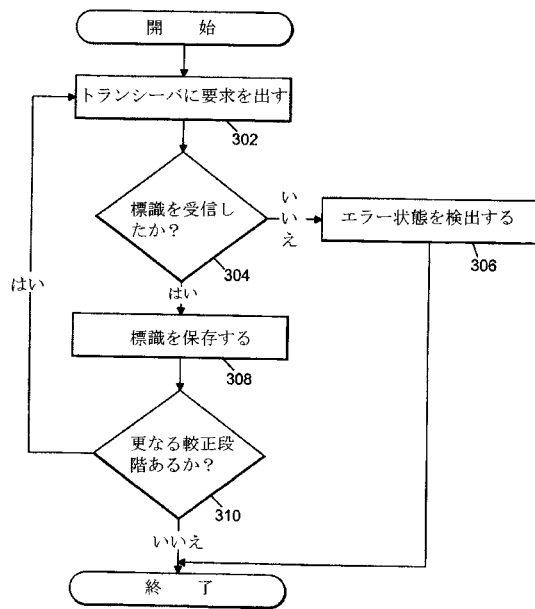 開 始
トランシーバに要求を出す
302
標識を受信し
たか？
304
いいえ
エラー状態を検出する
306
はい
標識を保存する
308
はい
更なる較正段
階あるか？
310
いいえ
終 了